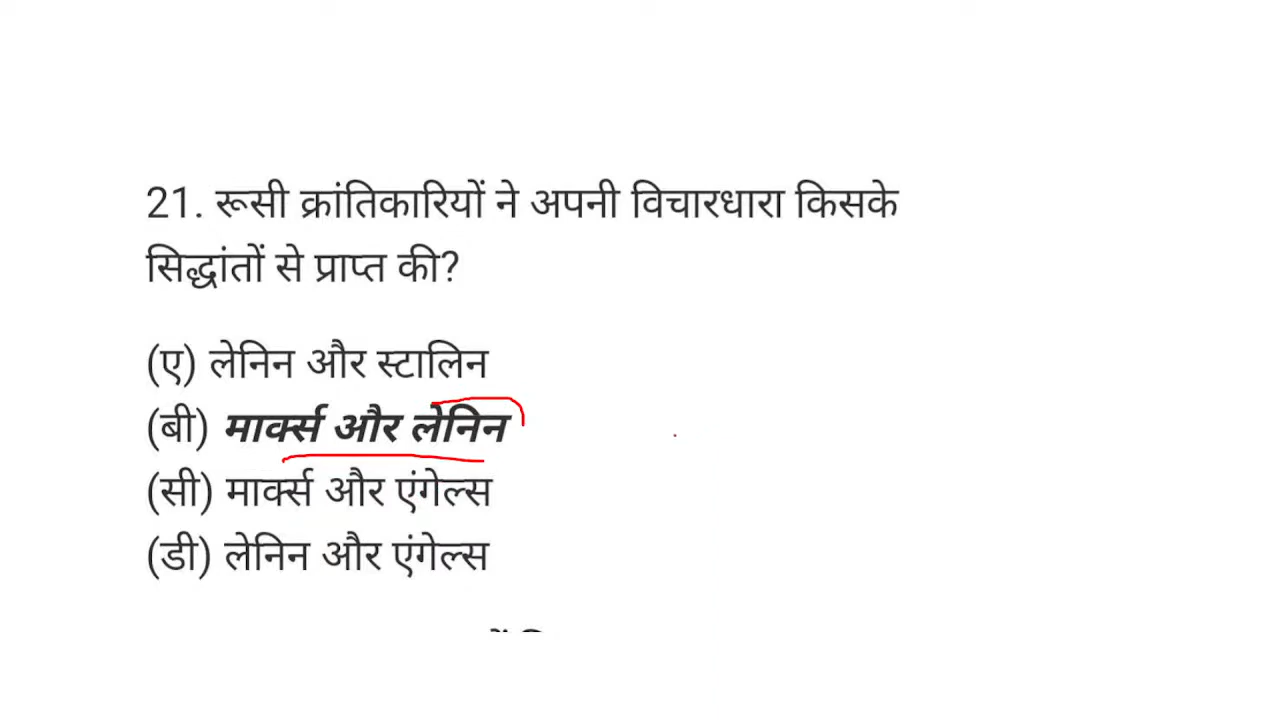 21. रूसी क्रांतिकारियों ने अपनी विचारधारा किसके
सिद्धांतों से प्राप्त की?
(ए) लेनिन और स्टालिन
(बी) मार्क्स और लेनिन
(सी) मार्क्स और एंगेल्स
(डी) लेनिन और एंगेल्स